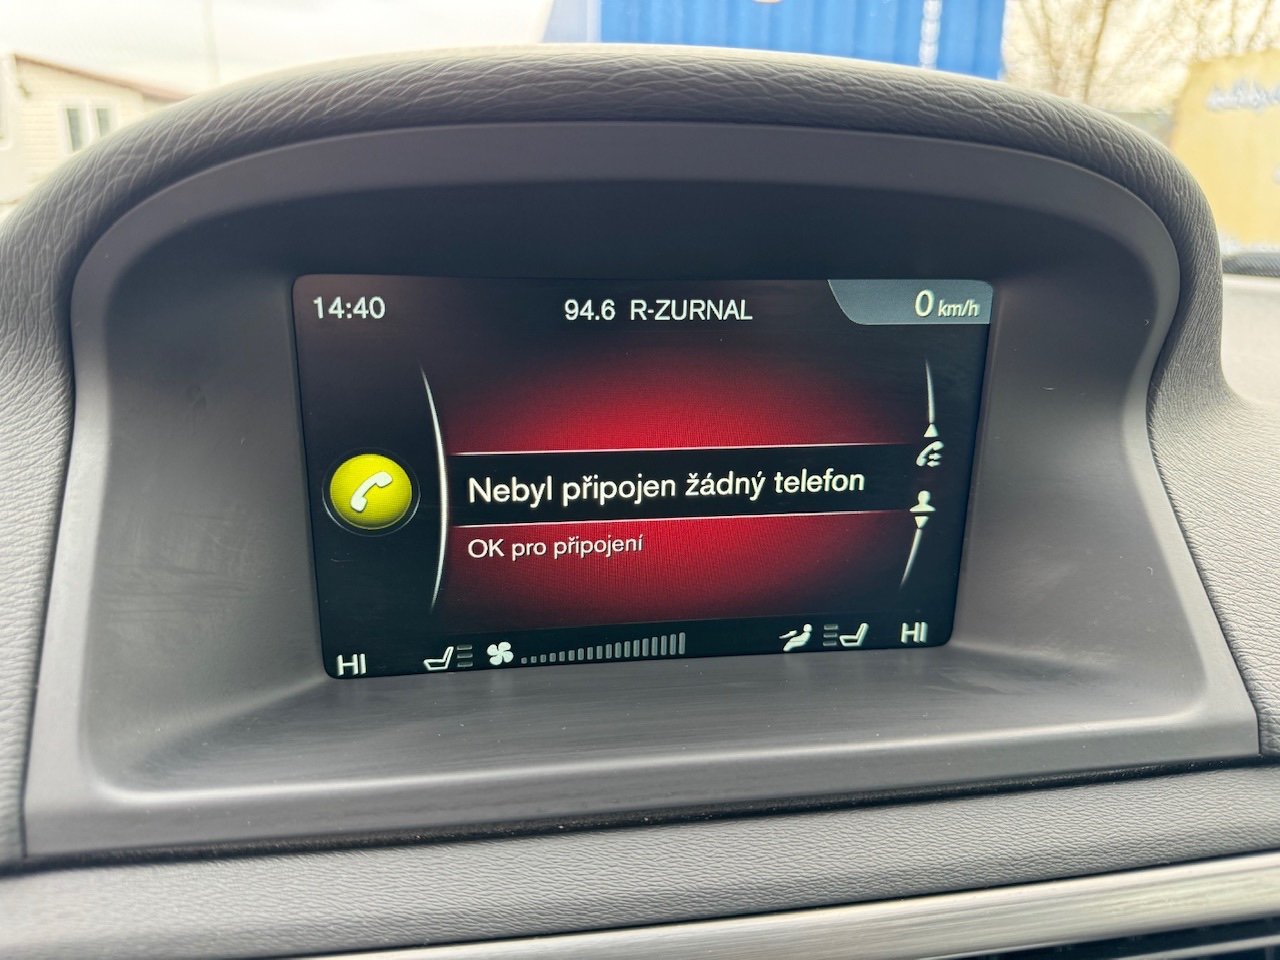 14:40 94.6 R-ZURNAL 0 km/h
Nebyl připojen žádný telefon
OK pro připojení
HI HI